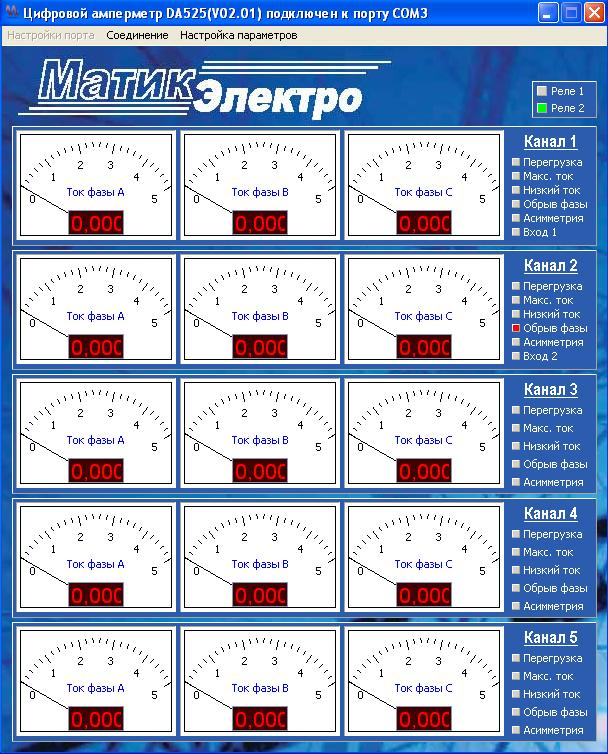 Цифровой амперметр DA525(V02.01) подключен к порту COM3
Настройки порта Соединение Настройка параметров
Матик Электро
Реле 1
Реле 2
Канал 1
0 1 2 3 4 5 Ток фазы A 0,000
0 1 2 3 4 5 Ток фазы B 0,000
0 1 2 3 4 5 Ток фазы C 0,000
Перегрузка
Макс. ток
Низкий ток
Обрыв фазы
Асимметрия
Вход 1
Канал 2
0 1 2 3 4 5 Ток фазы A 0,000
0 1 2 3 4 5 Ток фазы B 0,000
0 1 2 3 4 5 Ток фазы C 0,000
Перегрузка
Макс. ток
Низкий ток
Обрыв фазы
Асимметрия
Вход 2
Канал 3
0 1 2 3 4 5 Ток фазы A 0,000
0 1 2 3 4 5 Ток фазы B 0,000
0 1 2 3 4 5 Ток фазы C 0,000
Перегрузка
Макс. ток
Низкий ток
Обрыв фазы
Асимметрия
Канал 4
0 1 2 3 4 5 Ток фазы A 0,000
0 1 2 3 4 5 Ток фазы B 0,000
0 1 2 3 4 5 Ток фазы C 0,000
Перегрузка
Макс. ток
Низкий ток
Обрыв фазы
Асимметрия
Канал 5
0 1 2 3 4 5 Ток фазы A 0,000
0 1 2 3 4 5 Ток фазы B 0,000
0 1 2 3 4 5 Ток фазы C 0,000
Перегрузка
Макс. ток
Низкий ток
Обрыв фазы
Асимметрия